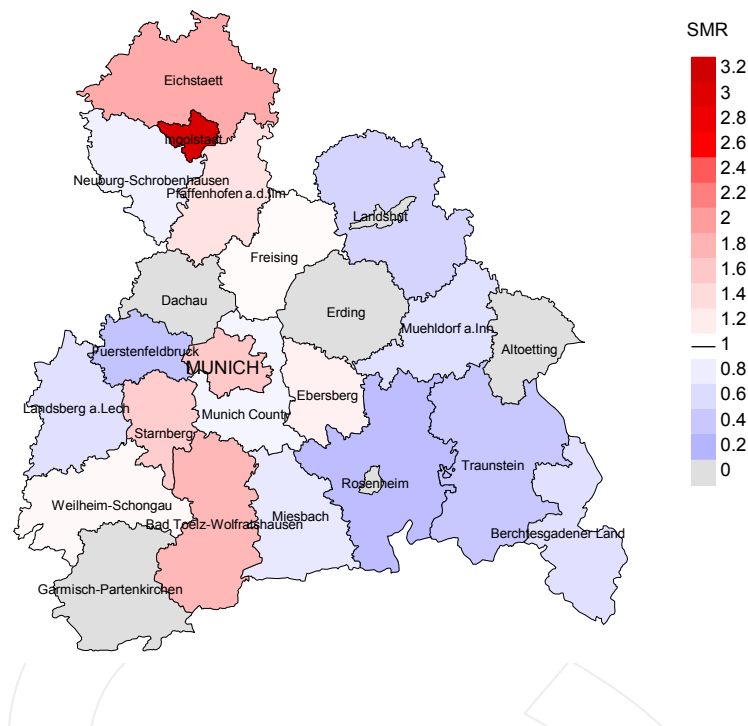 SMR
3.2
3
2.8
2.6
2.4
2.2
2
1.8
1.6
1.4
1.2
1
0.8
0.6
0.4
0.2
0
Eichstaett
Ingolstadt
Neuburg-Schrobenhausen
Pfaffenhofen a.d.Ilm
Landshut
Freising
Dachau
Erding
Muehldorf a.Inn
Altoetting
Fuerstenfeldbruck
MUNICH
Ebersberg
Landsberg a.Lech
Munich County
Starnberg
Traunstein
Rosenheim
Weilheim-Schongau
Miesbach
Bad Toelz-Wolfratshausen
Berchtesgadener Land
Garmisch-Partenkirchen